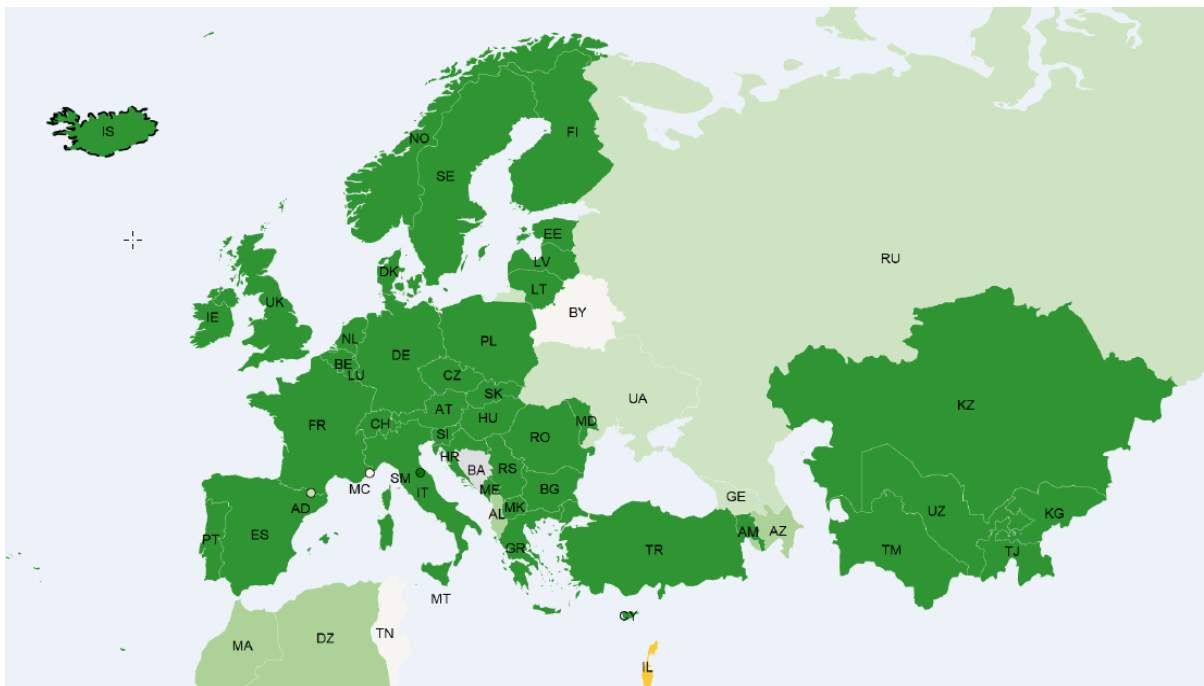 IS
NO
FI
SE
EE
LV
DK
LT
RU
UK
IE
BY
NL
PL
DE
BE
LU
CZ
SK
UA
KZ
AT
HU
FR
CH
MD
SI
RO
HR
BA
RS
SM
MC
IT
ME
BG
GE
AD
AL
MK
UZ
KG
PT
ES
AM
AZ
GR
TR
TM
TJ
MT
CY
TN
DZ
MA
IL